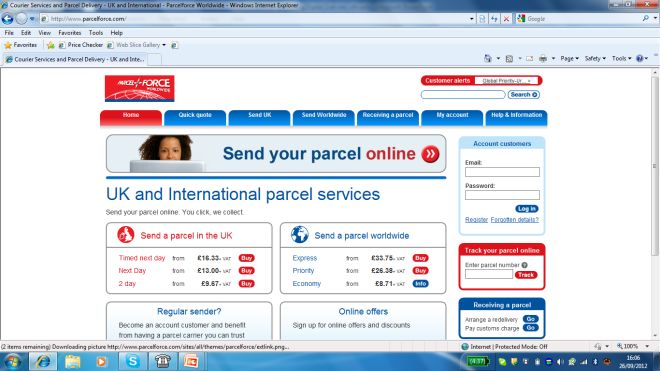 Courier Services and Parcel Delivery - UK and International - Parcelforce Worldwide - Windows Internet Explorer
http://www.parcelforce.com/
Google
File Edit View Favorites Tools Help
Favorites Price Checker Web Slice Gallery
Courier Services and Parcel Delivery - UK and Inte...
Page Safety Tools
PARCEL FORCE
WORLDWIDE
Customer alerts Global Priority-Ur...
Search
Home Quick quote Send UK Send Worldwide Receiving a parcel My account Help & Information
Send your parcel online
Account customers
Email:
Password:
Log in
Register Forgotten details?
UK and International parcel services
Send your parcel online. You click, we collect.
Send a parcel in the UK
Timed next day from £16.33+ VAT Buy
Next Day from £13.00+ VAT Buy
2 day from £9.67+ VAT Buy
Send a parcel worldwide
Express from £33.75+ VAT Buy
Priority from £26.38+ VAT Buy
Economy from £8.71+ VAT Info
Track your parcel online
Enter parcel number ?
Track
Regular sender?
Become an account customer and benefit
from having a parcel carrier you can trust
Online offers
Sign up for online offers and discounts
Receiving a parcel
Arrange a redelivery Go
Pay customs charge Go
(2 items remaining) Downloading picture http://www.parcelforce.com/sites/all/themes/parcelforce/extlink.png...
Internet | Protected Mode: Off
100%
(4:37)
16:06
26/09/2012